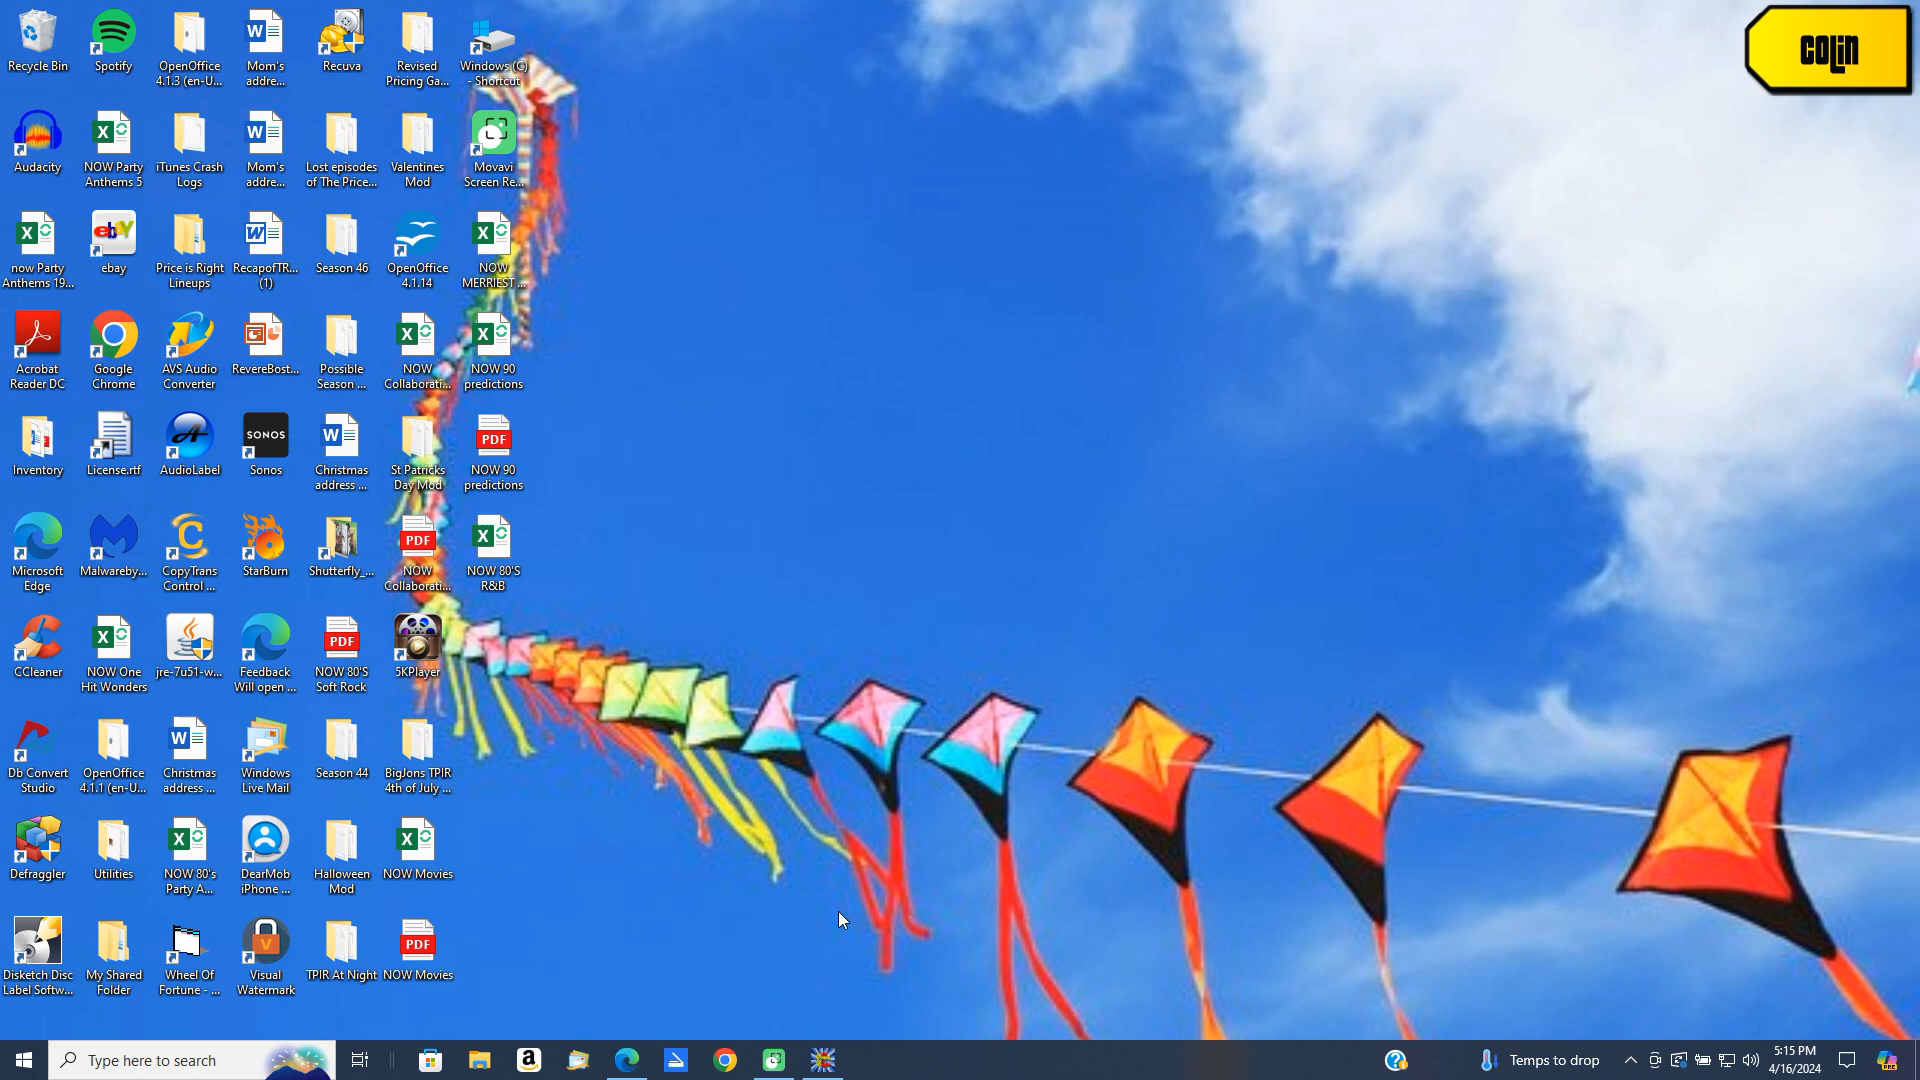 Recycle Bin
Spotify
OpenOffice
4.1.3 (en-U...
Mom's
addre...
Recuva
Revised
Pricing Ga...
Windows (C)
- Shortcut
COLIN
Audacity
NOW Party
Anthems 5
iTunes Crash
Logs
Mom's
addre...
Lost episodes
of The Price...
Valentines
Mod
Movavi
Screen Re...
now Party
Anthems 19...
ebay
Price is Right
Lineups
RecapofTR...
(1)
Season 46
OpenOffice
4.1.14
NOW
MERRIEST ...
Acrobat
Reader DC
Google
Chrome
AVS Audio
Converter
RevereBost...
Possible
Season ...
NOW
Collaborati...
NOW 90
predictions
Inventory
License.rtf
AudioLabel
SONOS
Sonos
Christmas
address ...
St Patricks
Day Mod
PDF
NOW 90
predictions
Microsoft
Edge
Malwareby...
CopyTrans
Control ...
StarBurn
Shutterfly_...
PDF
NOW
Collaborati...
NOW 80'S
R&B
CCleaner
NOW One
Hit Wonders
jre-7u51-w...
Feedback
Will open ...
PDF
NOW 80'S
Soft Rock
5KPlayer
Db Convert
Studio
OpenOffice
4.1.1 (en-U...
Christmas
address ...
Windows
Live Mail
Season 44
BigJons TPIR
4th of July ...
Defraggler
Utilities
NOW 80's
Party A...
DearMob
iPhone ...
Halloween
Mod
NOW Movies
Disketch Disc
Label Softw...
My Shared
Folder
Wheel Of
Fortune - ...
Visual
Watermark
TPIR At Night
PDF
NOW Movies
Type here to search
Temps to drop
5:15 PM
4/16/2024